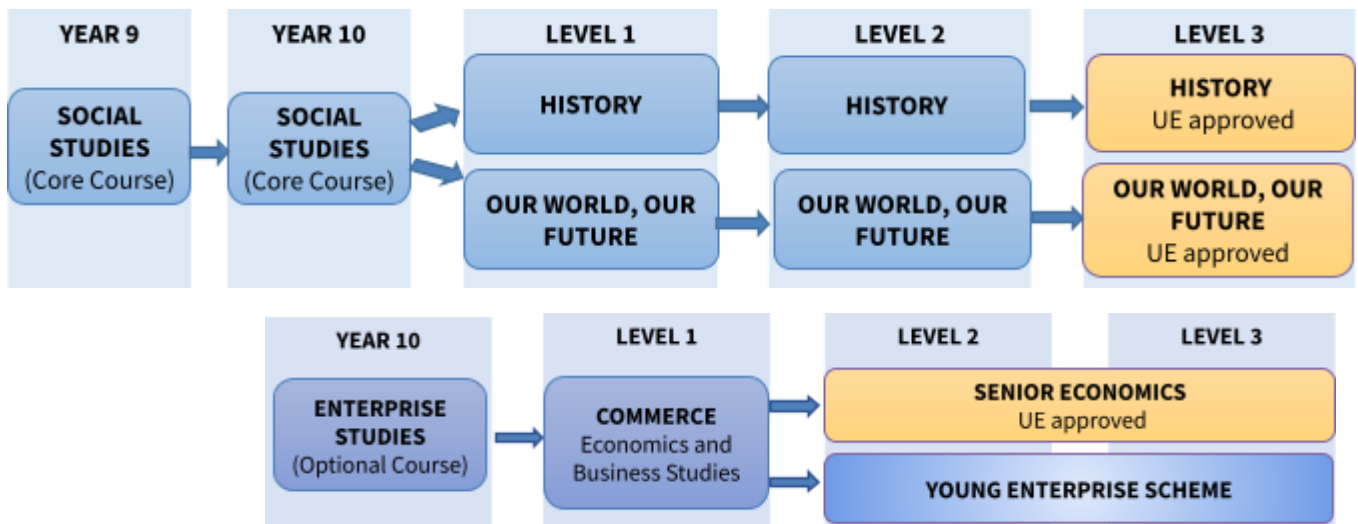 YEAR 9
YEAR 10
LEVEL 1
LEVEL 2
LEVEL 3
SOCIAL
STUDIES
(Core Course)
SOCIAL
STUDIES
(Core Course)
HISTORY
HISTORY
HISTORY
UE approved
OUR WORLD, OUR
FUTURE
OUR WORLD, OUR
FUTURE
OUR WORLD, OUR
FUTURE
UE approved
YEAR 10
LEVEL 1
LEVEL 2
LEVEL 3
ENTERPRISE
STUDIES
(Optional Course)
COMMERCE
Economics and
Business Studies
SENIOR ECONOMICS
UE approved
YOUNG ENTERPRISE SCHEME